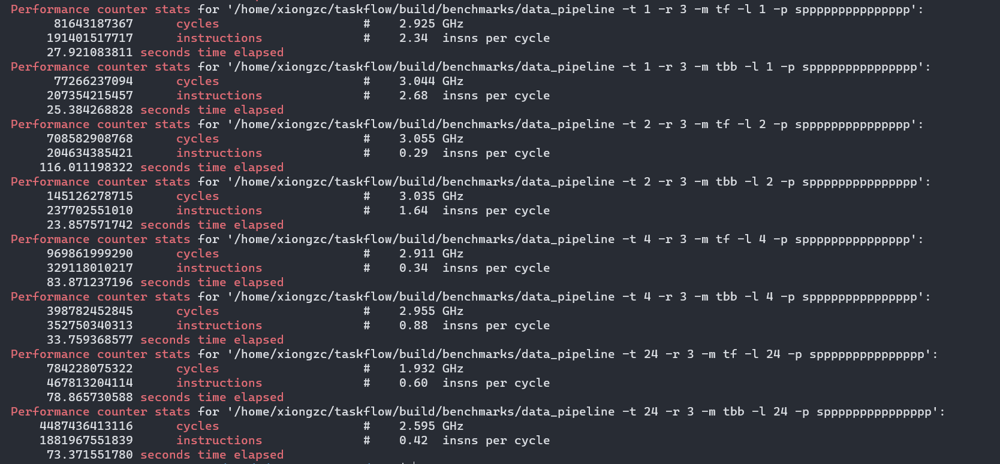 Performance counter stats for '/home/xiongzc/taskflow/build/benchmarks/data_pipeline -t 1 -r 3 -m tf -l 1 -p sppppppppppppppp':
81643187367 cycles # 2.925 GHz
191401517717 instructions # 2.34 insns per cycle
27.921083811 seconds time elapsed
Performance counter stats for '/home/xiongzc/taskflow/build/benchmarks/data_pipeline -t 1 -r 3 -m tbb -l 1 -p sppppppppppppppp':
77266237094 cycles # 3.044 GHz
207354215457 instructions # 2.68 insns per cycle
25.384268828 seconds time elapsed
Performance counter stats for '/home/xiongzc/taskflow/build/benchmarks/data_pipeline -t 2 -r 3 -m tf -l 2 -p sppppppppppppppp':
708582908768 cycles # 3.055 GHz
204634385421 instructions # 0.29 insns per cycle
116.011198322 seconds time elapsed
Performance counter stats for '/home/xiongzc/taskflow/build/benchmarks/data_pipeline -t 2 -r 3 -m tbb -l 2 -p sppppppppppppppp':
145126278715 cycles # 3.035 GHz
237702551010 instructions # 1.64 insns per cycle
23.857571742 seconds time elapsed
Performance counter stats for '/home/xiongzc/taskflow/build/benchmarks/data_pipeline -t 4 -r 3 -m tf -l 4 -p sppppppppppppppp':
969861999290 cycles # 2.911 GHz
329118010217 instructions # 0.34 insns per cycle
83.871237196 seconds time elapsed
Performance counter stats for '/home/xiongzc/taskflow/build/benchmarks/data_pipeline -t 4 -r 3 -m tbb -l 4 -p sppppppppppppppp':
398782452845 cycles # 2.955 GHz
352750340313 instructions # 0.88 insns per cycle
33.759368577 seconds time elapsed
Performance counter stats for '/home/xiongzc/taskflow/build/benchmarks/data_pipeline -t 24 -r 3 -m tf -l 24 -p sppppppppppppppp':
784228075322 cycles # 1.932 GHz
467813204114 instructions # 0.60 insns per cycle
78.865730588 seconds time elapsed
Performance counter stats for '/home/xiongzc/taskflow/build/benchmarks/data_pipeline -t 24 -r 3 -m tbb -l 24 -p sppppppppppppppp':
4487436413116 cycles # 2.595 GHz
1881967551839 instructions # 0.42 insns per cycle
73.371551780 seconds time elapsed